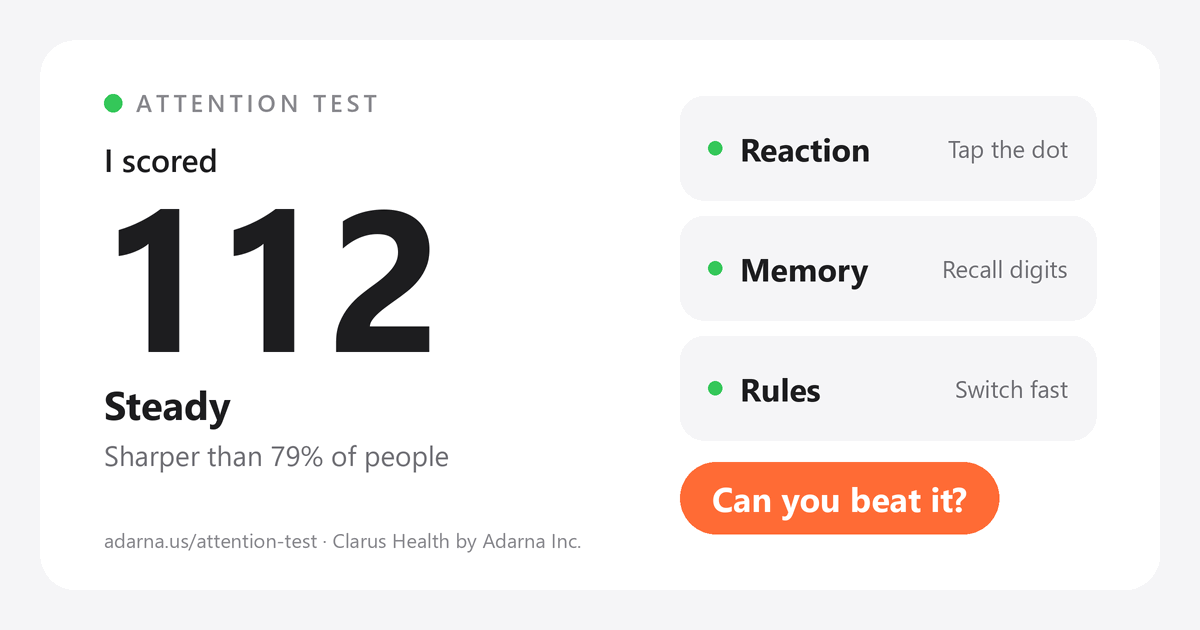 ATTENTION TEST
I scored
112
Steady
Sharper than 79% of people
adarna.us/attention-test · Clarus Health by Adarna Inc.
Reaction Tap the dot
Memory Recall digits
Rules Switch fast
Can you beat it?